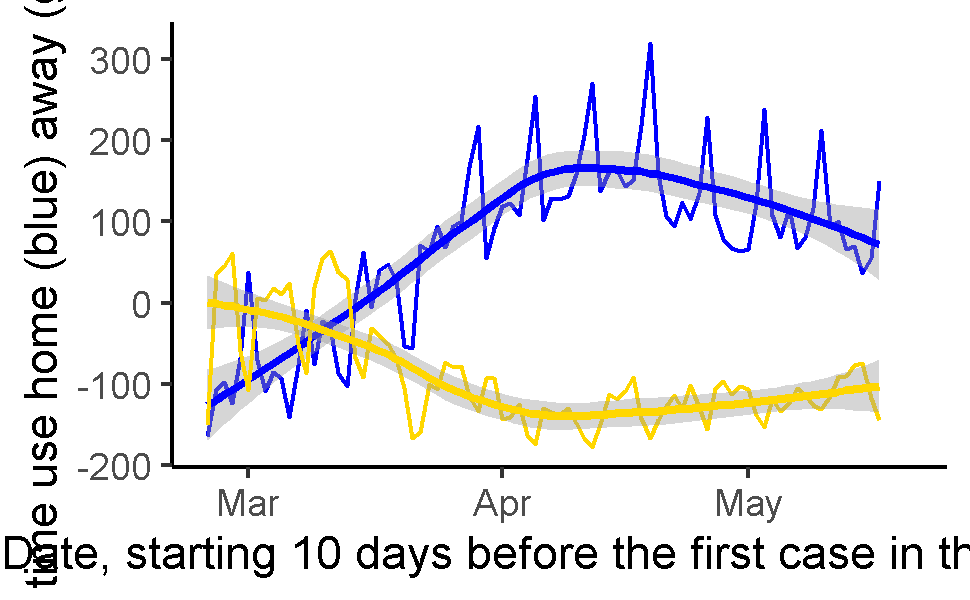 time use home (blue) away (
300
200
100
0
-100
-200
Mar Apr May
Date, starting 10 days before the first case in th